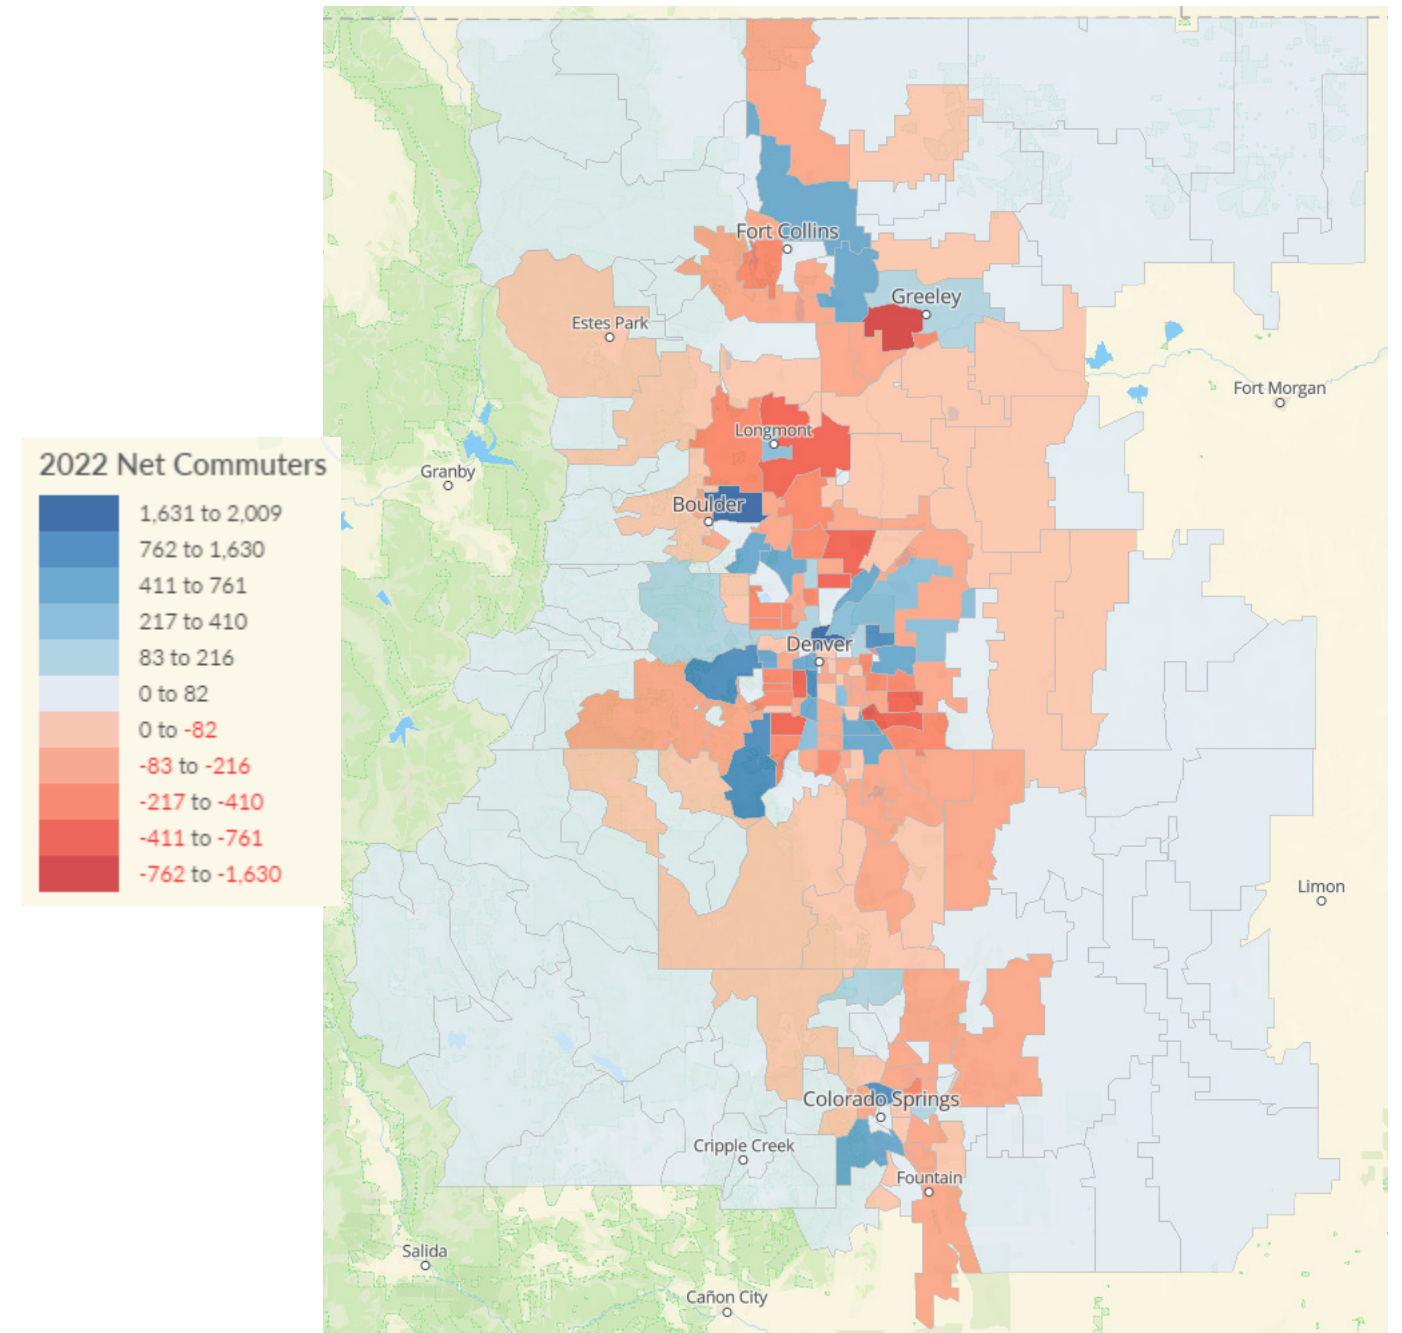 2022 Net Commuters
1,631 to 2,009
762 to 1,630
411 to 761
217 to 410
83 to 216
0 to 82
0 to -82
-83 to -216
-217 to -410
-411 to -761
-762 to -1,630
Fort Collins
Greeley
Estes Park
Fort Morgan
Longmont
Granby
Boulder
Denver
Limon
Colorado Springs
Cripple Creek
Fountain
Salida
Cañon City